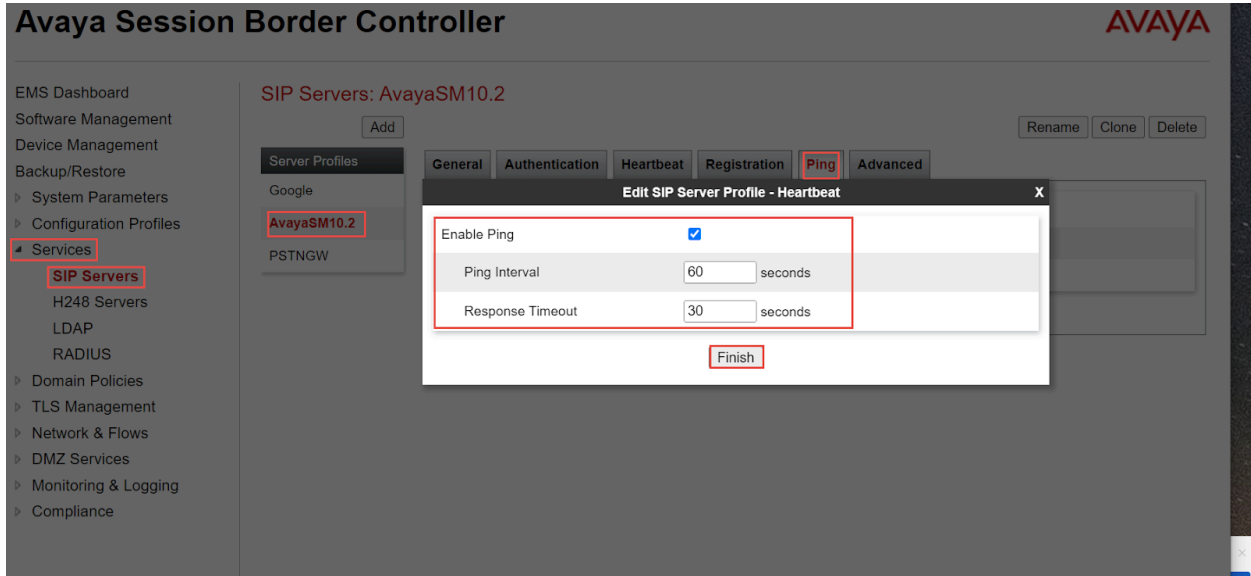 Avaya Session Border Controller
AVAYA
EMS Dashboard
Software Management
Device Management
Backup/Restore
System Parameters
Configuration Profiles
Services
SIP Servers
H248 Servers
LDAP
RADIUS
Domain Policies
TLS Management
Network & Flows
DMZ Services
Monitoring & Logging
Compliance
SIP Servers: AvayaSM10.2
Add
Rename Clone Delete
Server Profiles
Google
AvayaSM10.2
PSTNGW
General Authentication Heartbeat Registration Ping Advanced
Edit SIP Server Profile - Heartbeat X
Enable Ping
Ping Interval 60 seconds
Response Timeout 30 seconds
Finish